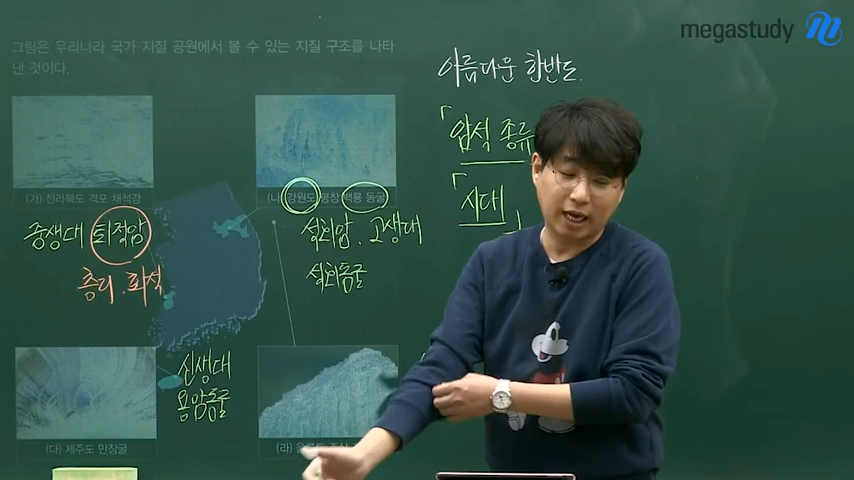 megastudy
그림은 우리나라 국가 지질 공원에서 볼 수 있는 지질 구조를 나타
낸 것이다.
아름다운 한반도.
「암석 종류
「시대
(가) 전라북도 격포 채석강
(나) 강원도 평창 백룡 동굴
중생대 퇴적암
층리. 화석
석회암. 고생대
석회동굴
신생대
용암동굴
(다) 제주도 만장굴
(라)